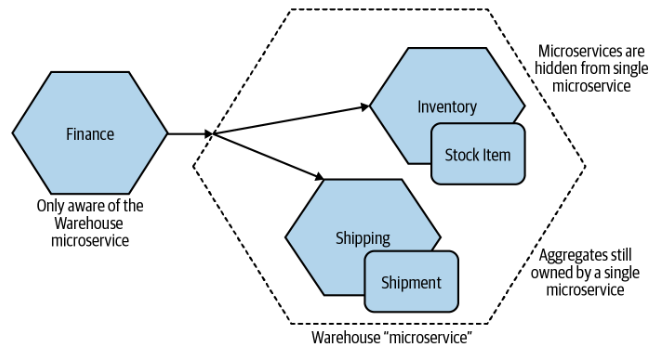 Finance
Only aware of the
Warehouse
microservice
Inventory
Stock Item
Shipping
Shipment
Microservices are
hidden from single
microservice
Aggregates still
owned by a single
microservice
Warehouse “microservice”